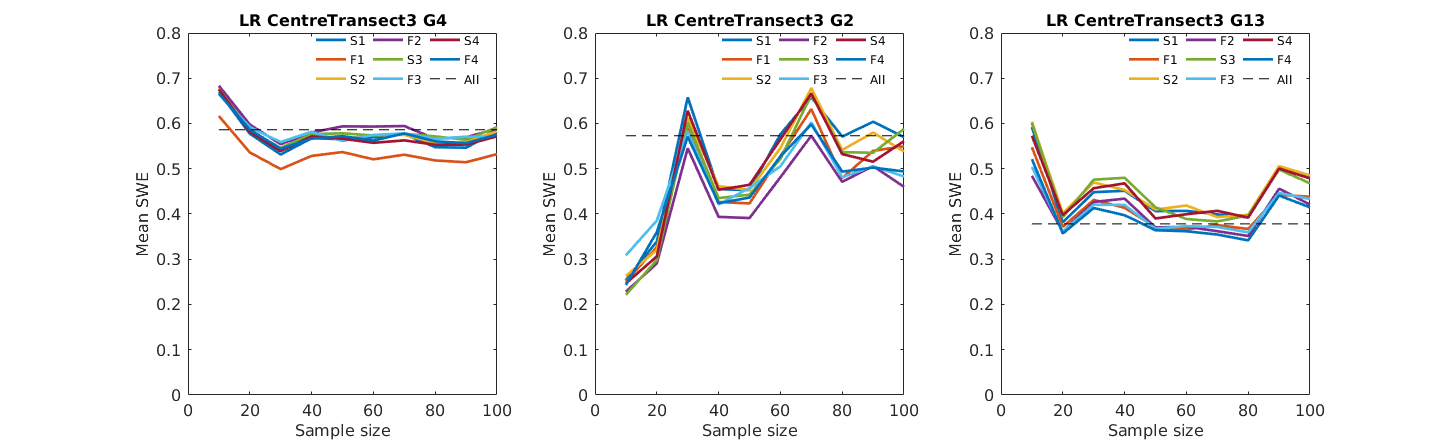 LR CentreTransect3 G4
0.8
0.7
0.6
0.5
0.4
0.3
0.2
0.1
0
Mean SWE
S1 F2 S4
F1 S3 F4
S2 F3 All
0 20 40 60 80 100
Sample size
LR CentreTransect3 G2
0.8
0.7
0.6
0.5
0.4
0.3
0.2
0.1
0
Mean SWE
S1 F2 S4
F1 S3 F4
S2 F3 All
0 20 40 60 80 100
Sample size
LR CentreTransect3 G13
0.8
0.7
0.6
0.5
0.4
0.3
0.2
0.1
0
Mean SWE
S1 F2 S4
F1 S3 F4
S2 F3 All
0 20 40 60 80 100
Sample size